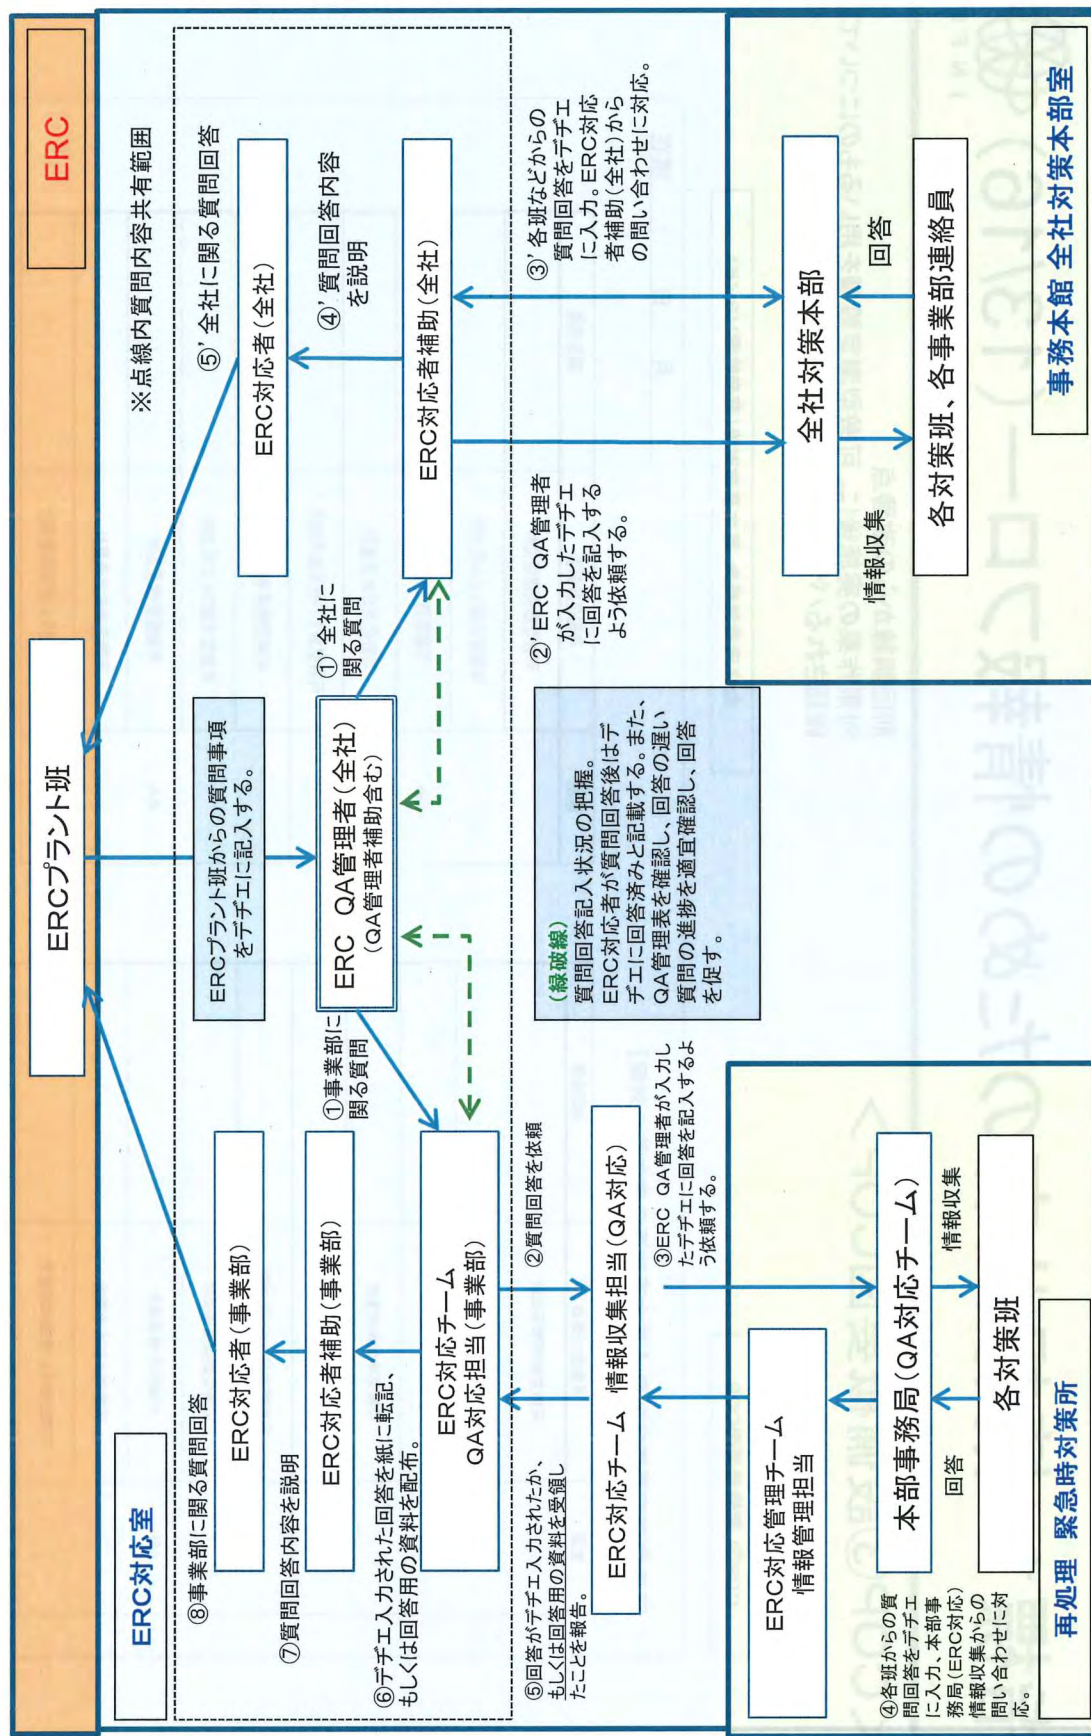 ERC
ERCプラント班
ERC対応室
※点線内質問内容共有範囲
⑧事業部に関る質問回答
ERC対応者(事業部)
⑦質問回答内容を説明
ERC対応者補助(事業部)
⑥デヂエ入力された回答を紙に転記、
もしくは回答用の資料を配布。
ERC対応チーム
QA対応担当(事業部)
ERCプラント班からの質問事項
をデヂエに記入する。
①事業部に
関る質問
ERC QA管理者(全社)
(QA管理者補助含む)
①’全社に
関る質問
⑤’全社に関る質問回答
ERC対応者(全社)
④’質問回答内容
を説明
ERC対応者補助(全社)
⑤回答がデヂエ入力されたか、
もしくは回答用の資料を受領し
たことを報告。
②質問回答を依頼
ERC対応チーム 情報収集担当(QA対応)
③ERC QA管理者が入力し
たデヂエに回答を記入するよ
う依頼する。
(緑破線)
質問回答記入状況の把握。
ERC対応者が質問回答後はデ
ヂエに回答済みと記載する。また、
QA管理表を確認し、回答の遅い
質問の進捗を適宜確認し、回答
を促す。
②’ERC QA管理者
が入力したデヂエ
に回答を記入する
よう依頼する。
③’各班などからの
質問回答をデヂエ
に入力。ERC対応
者補助(全社)から
の問い合わせに対応。
ERC対応管理チーム
情報管理担当
④各班からの質
問回答をデヂエ
に入力、本部事
務局(ERC対応)
情報収集からの
問い合わせに対
応。
本部事務局(QA対応チーム)
回答
情報収集
各対策班
再処理 緊急時対策所
全社対策本部
情報収集
回答
各対策班、各事業部連絡員
事務本館 全社対策本部室